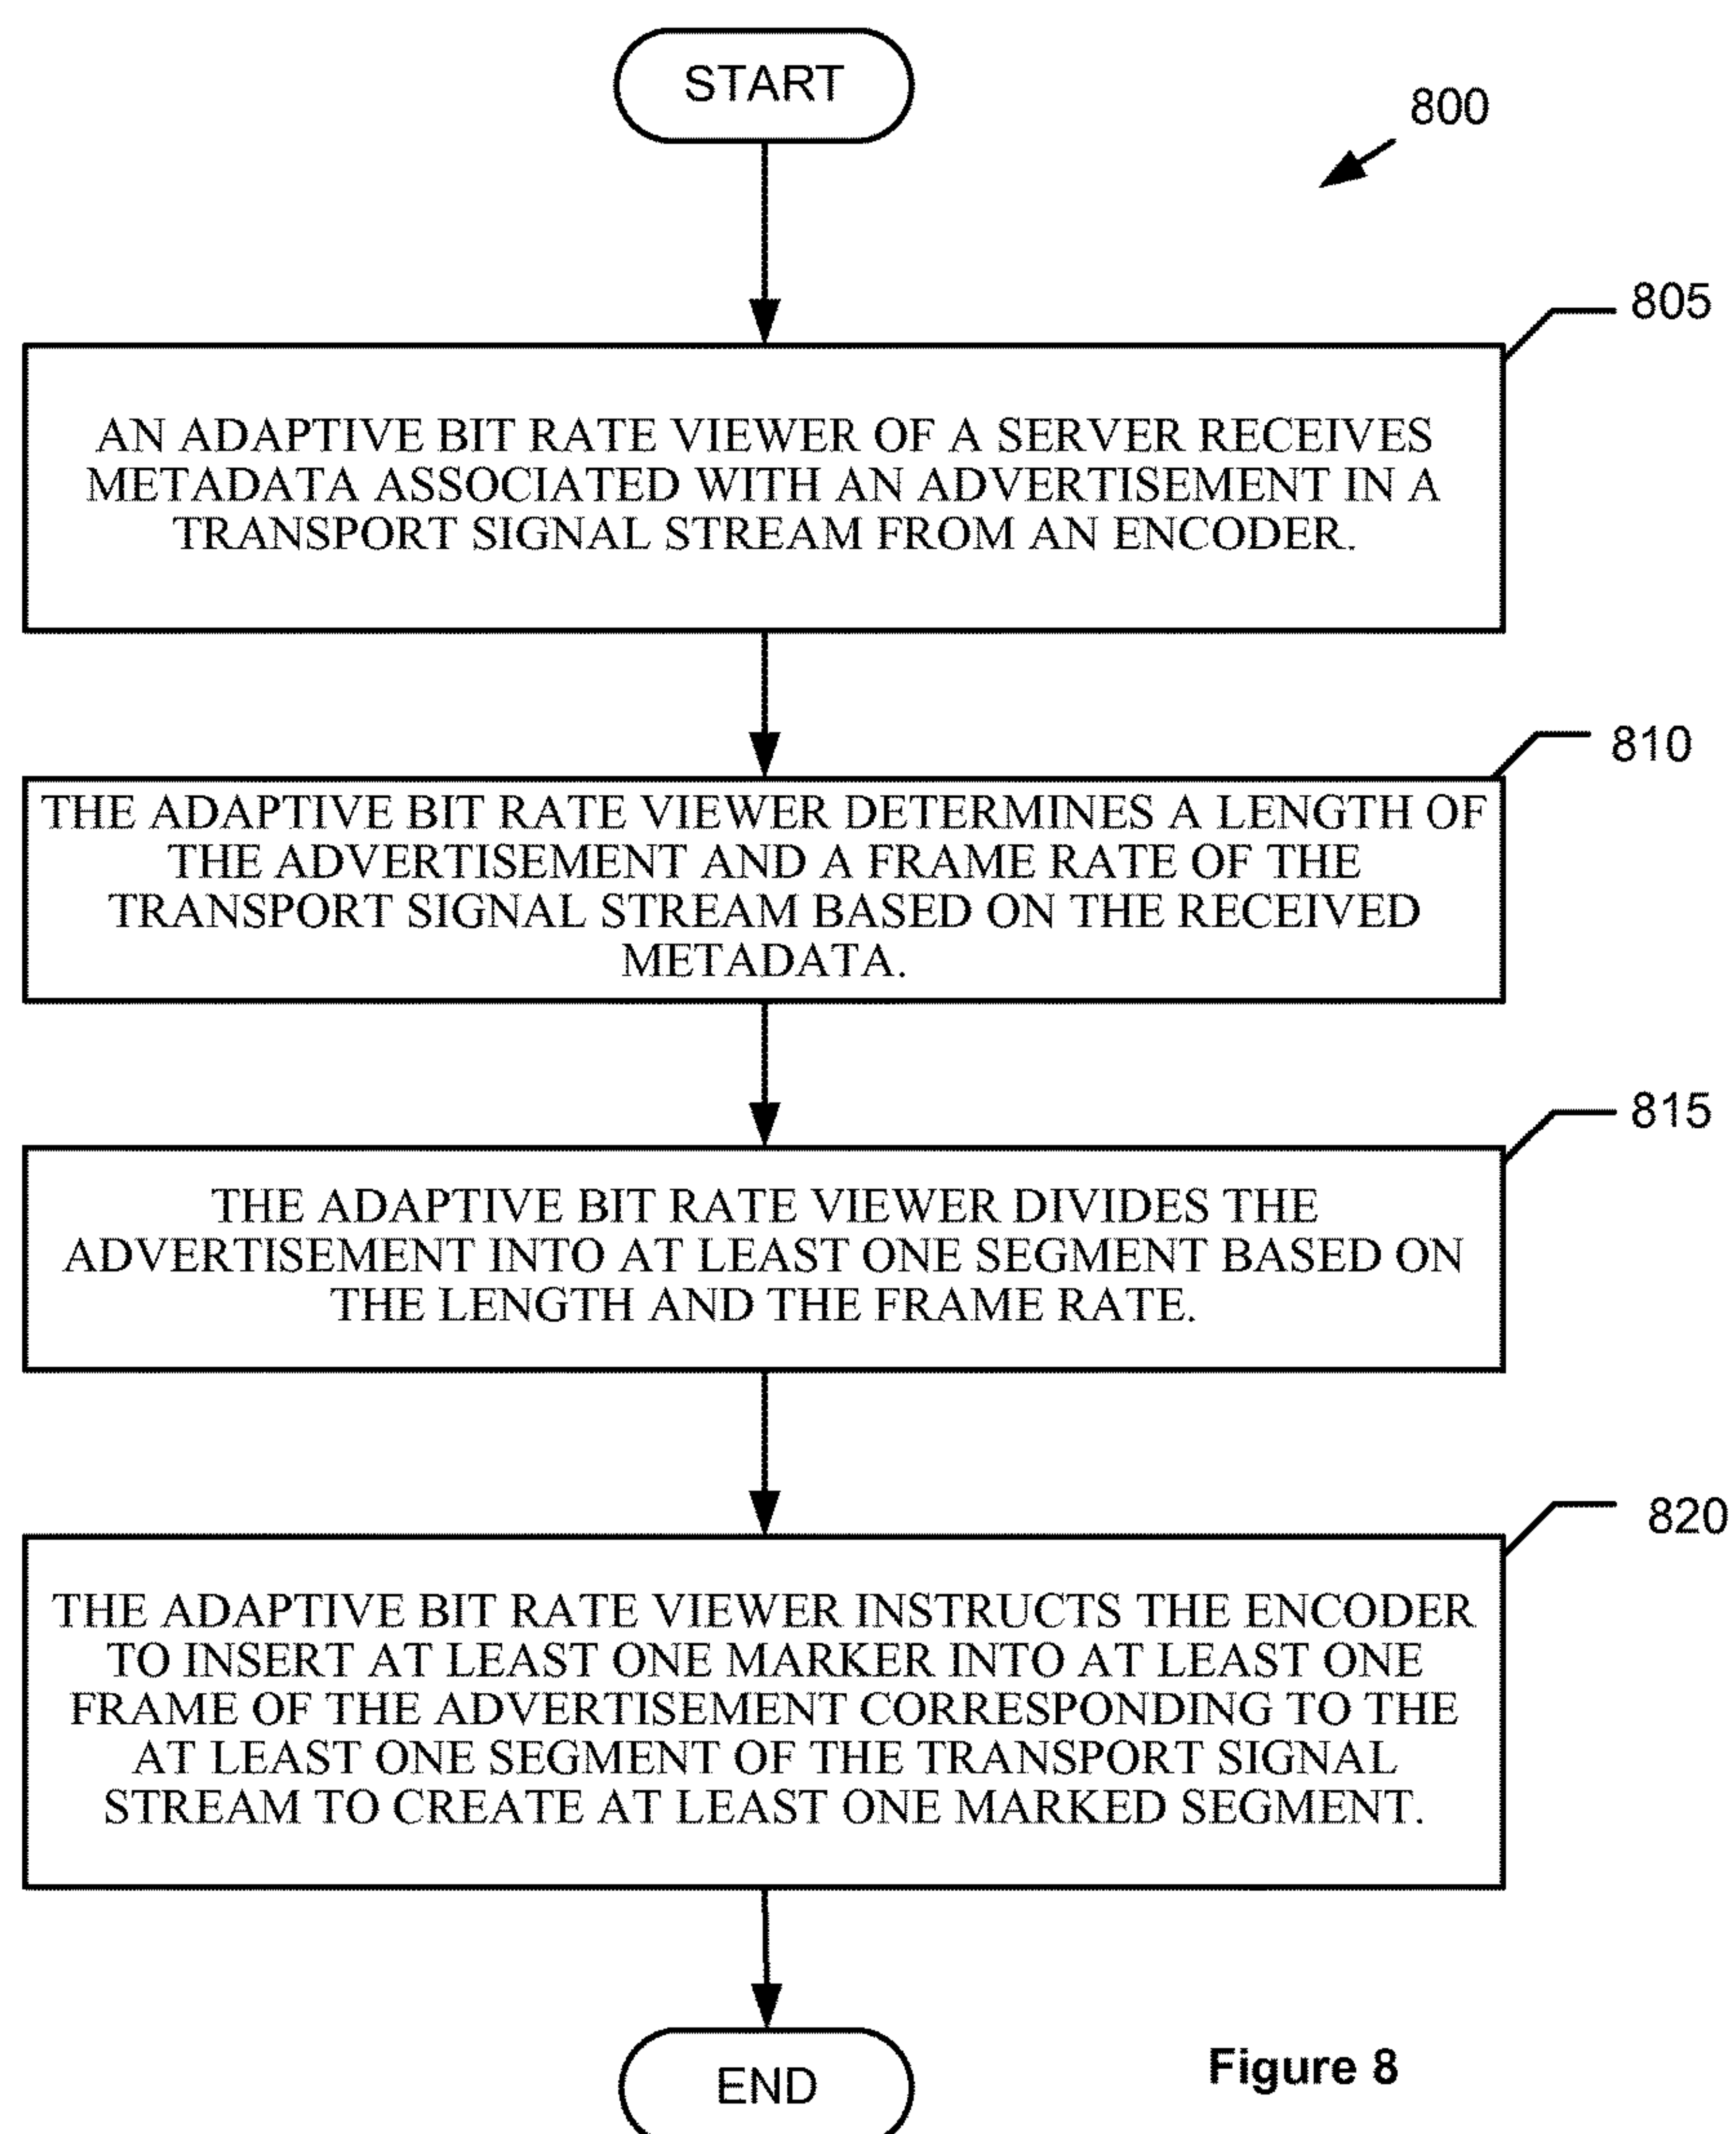 START
800
805
AN ADAPTIVE BIT RATE VIEWER OF A SERVER RECEIVES
METADATA ASSOCIATED WITH AN ADVERTISEMENT IN A
TRANSPORT SIGNAL STREAM FROM AN ENCODER.
810
THE ADAPTIVE BIT RATE VIEWER DETERMINES A LENGTH OF
THE ADVERTISEMENT AND A FRAME RATE OF THE
TRANSPORT SIGNAL STREAM BASED ON THE RECEIVED
METADATA.
815
THE ADAPTIVE BIT RATE VIEWER DIVIDES THE
ADVERTISEMENT INTO AT LEAST ONE SEGMENT BASED ON
THE LENGTH AND THE FRAME RATE.
820
THE ADAPTIVE BIT RATE VIEWER INSTRUCTS THE ENCODER
TO INSERT AT LEAST ONE MARKER INTO AT LEAST ONE
FRAME OF THE ADVERTISEMENT CORRESPONDING TO THE
AT LEAST ONE SEGMENT OF THE TRANSPORT SIGNAL
STREAM TO CREATE AT LEAST ONE MARKED SEGMENT.
END
Figure 8